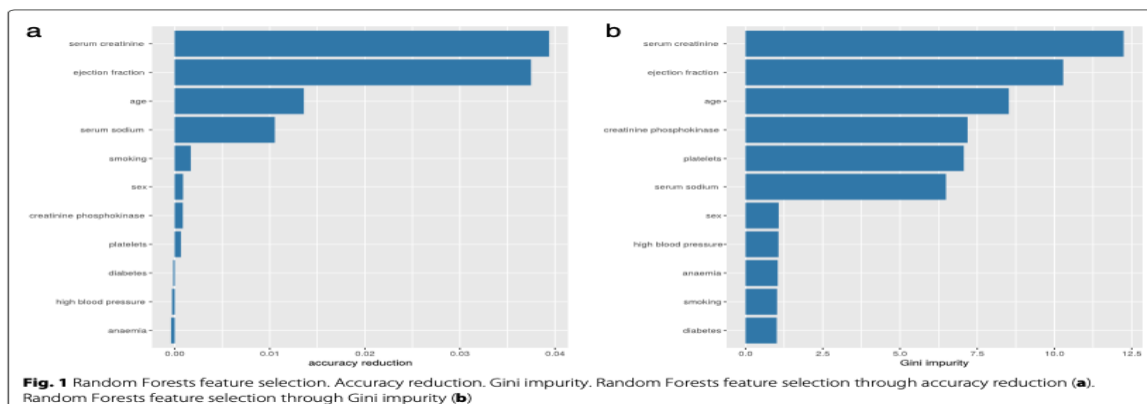 a
serum creatinine
ejection fraction
age
serum sodium
smoking
sex
creatinine phosphokinase
platelets
diabetes
high blood pressure
anaemia
0.00 0.01 0.02 0.03 0.04
accuracy reduction
b
serum creatinine
ejection fraction
age
creatinine phosphokinase
platelets
serum sodium
sex
high blood pressure
anaemia
smoking
diabetes
0.0 2.5 5.0 7.5 10.0 12.5
Gini impurity
Fig. 1 Random Forests feature selection. Accuracy reduction. Gini impurity. Random Forests feature selection through accuracy reduction (a).
Random Forests feature selection through Gini impurity (b)